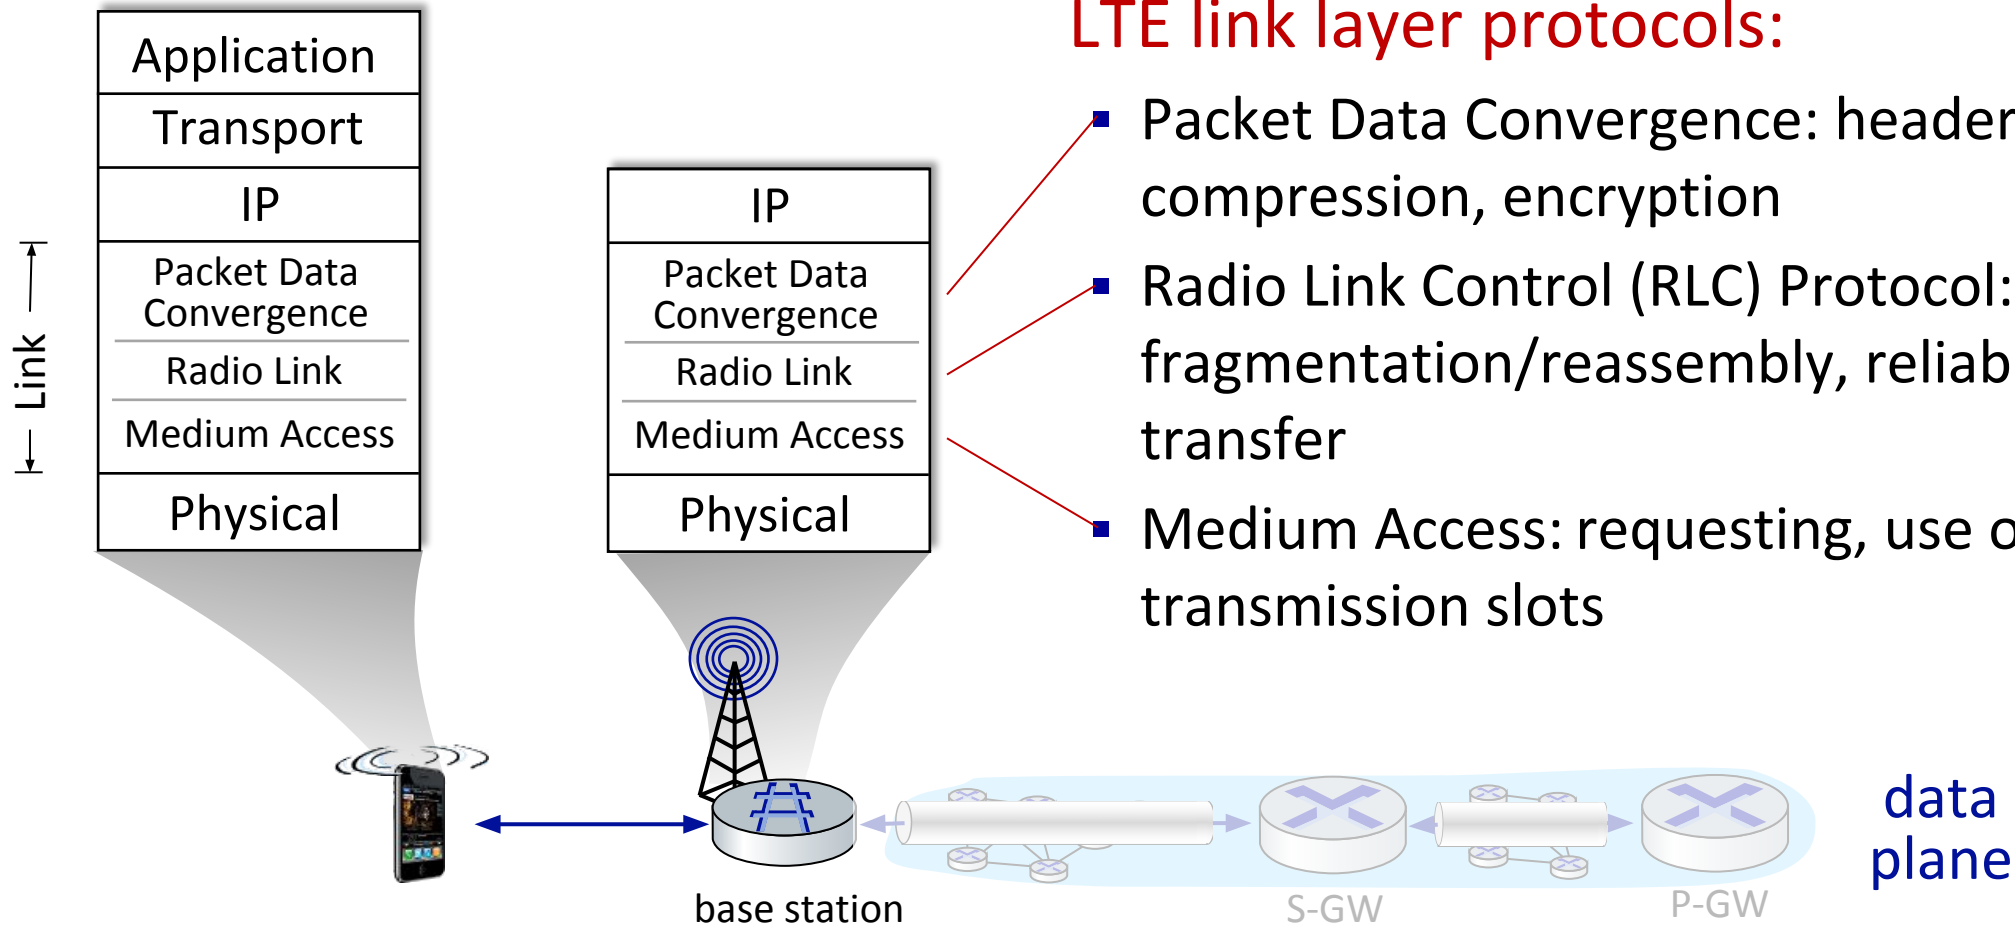 Application
Transport
IP
Packet Data
Convergence
Radio Link
Medium Access
Physical
Link
IP
Packet Data
Convergence
Radio Link
Medium Access
Physical
LTE link layer protocols:
▪ Packet Data Convergence: header
compression, encryption
▪ Radio Link Control (RLC) Protocol:
fragmentation/reassembly, reliab
transfer
▪ Medium Access: requesting, use o
transmission slots
base station
S-GW
P-GW
data
plane